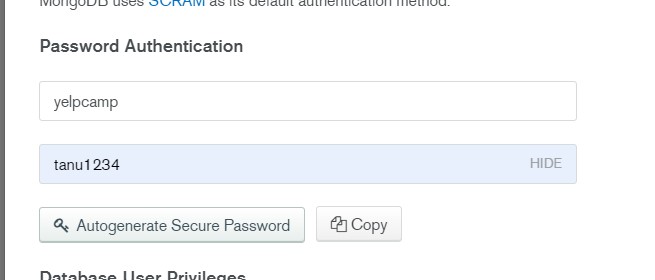 MongoDB uses SCRAM as its default authentication method.
Password Authentication
yelpcamp
tanu1234 HIDE
Autogenerate Secure Password Copy
Database User Privileges